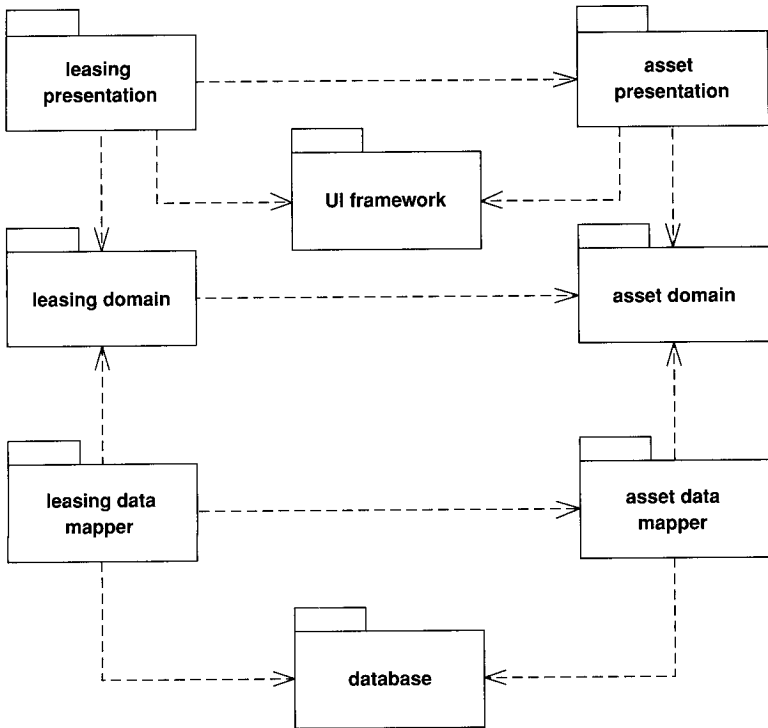 leasing
presentation
asset
presentation
UI framework
leasing domain
asset domain
leasing data
mapper
asset data
mapper
database